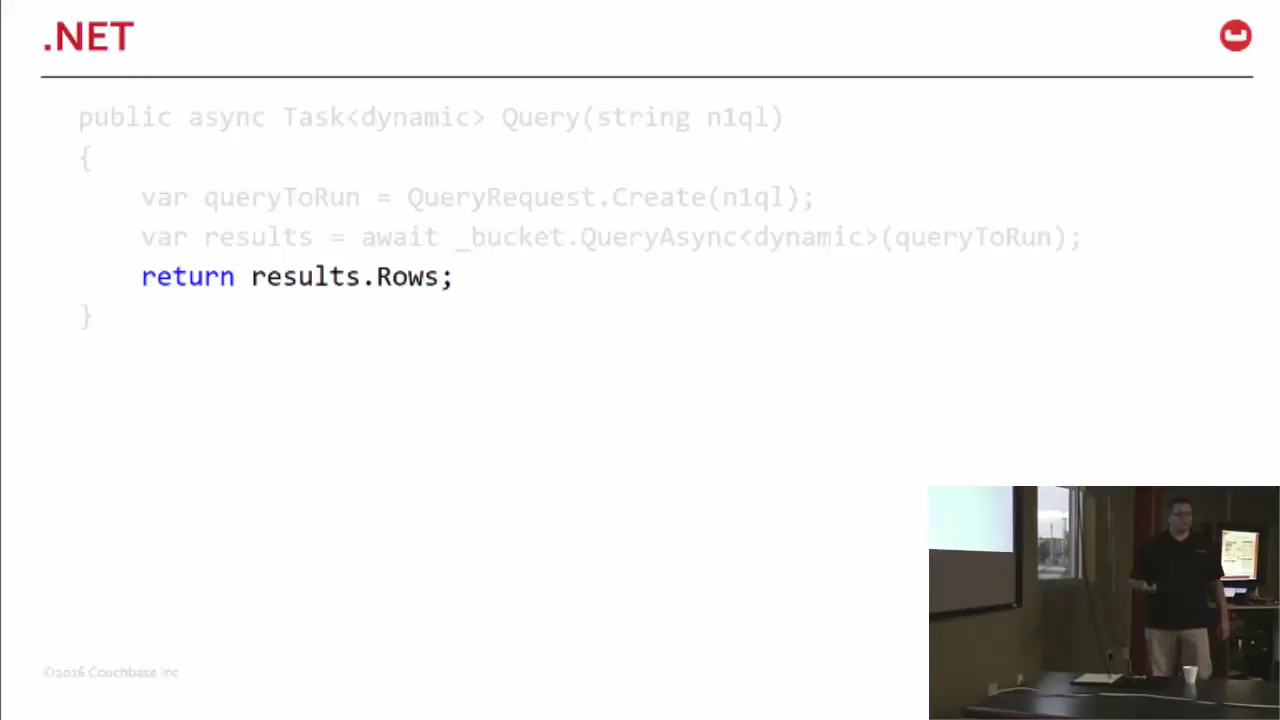 .NET
public async Task<dynamic> Query(string n1ql)
{
var queryToRun = QueryRequest.Create(n1ql);
var results = await _bucket.QueryAsync<dynamic>(queryToRun);
return results.Rows;
}
©2016 Couchbase Inc